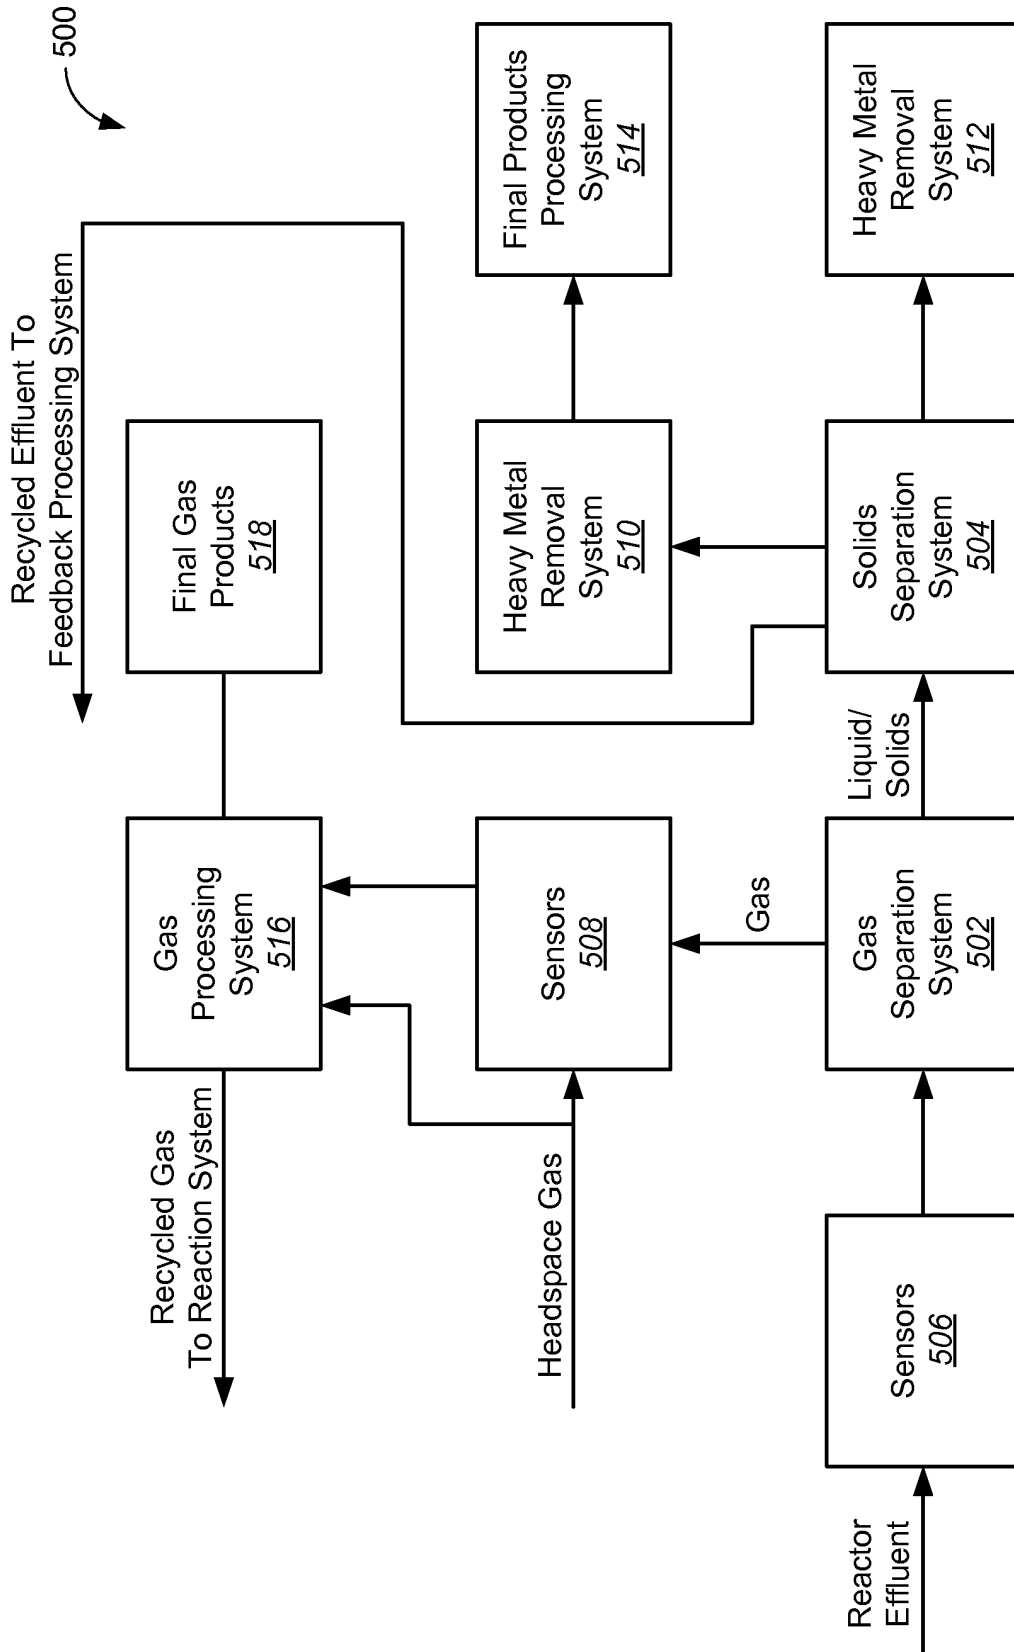 500
Recycled Effluent To
Feedback Processing System
Recycled Gas
To Reaction System
Gas
Processing
System
516
Final Gas
Products
518
Headspace Gas
Sensors
508
Heavy Metal
Removal
System
510
Final Products
Processing
System
514
Gas
Liquid/
Solids
Reactor
Effluent
Sensors
506
Gas
Separation
System
502
Solids
Separation
System
504
Heavy Metal
Removal
System
512